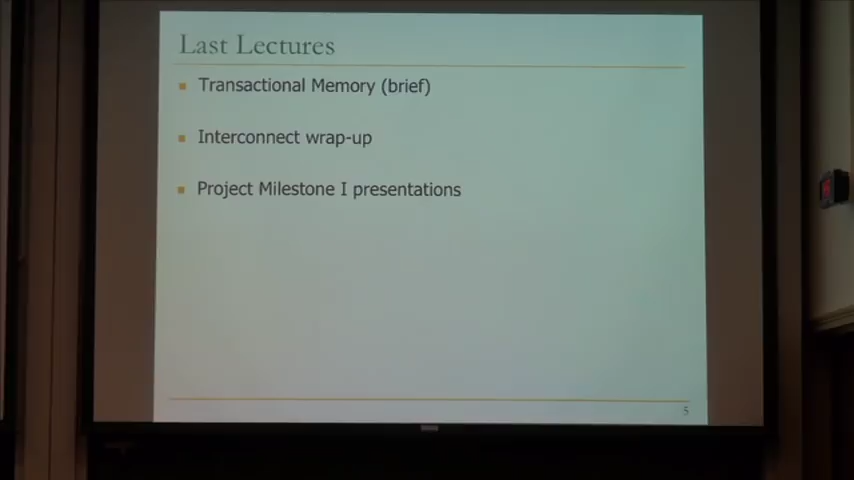 Last Lectures
Transactional Memory (brief)
Interconnect wrap-up
Project Milestone I presentations
5